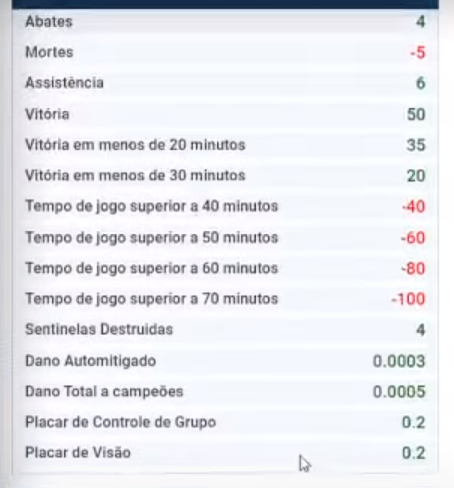 Abates 4
Mortes -5
Assistência 6
Vitória 50
Vitória em menos de 20 minutos 35
Vitória em menos de 30 minutos 20
Tempo de jogo superior a 40 minutos -40
Tempo de jogo superior a 50 minutos -60
Tempo de jogo superior a 60 minutos -80
Tempo de jogo superior a 70 minutos -100
Sentinelas Destruidas 4
Dano Automitigado 0.0003
Dano Total a campeões 0.0005
Placar de Controle de Grupo 0.2
Placar de Visão 0.2